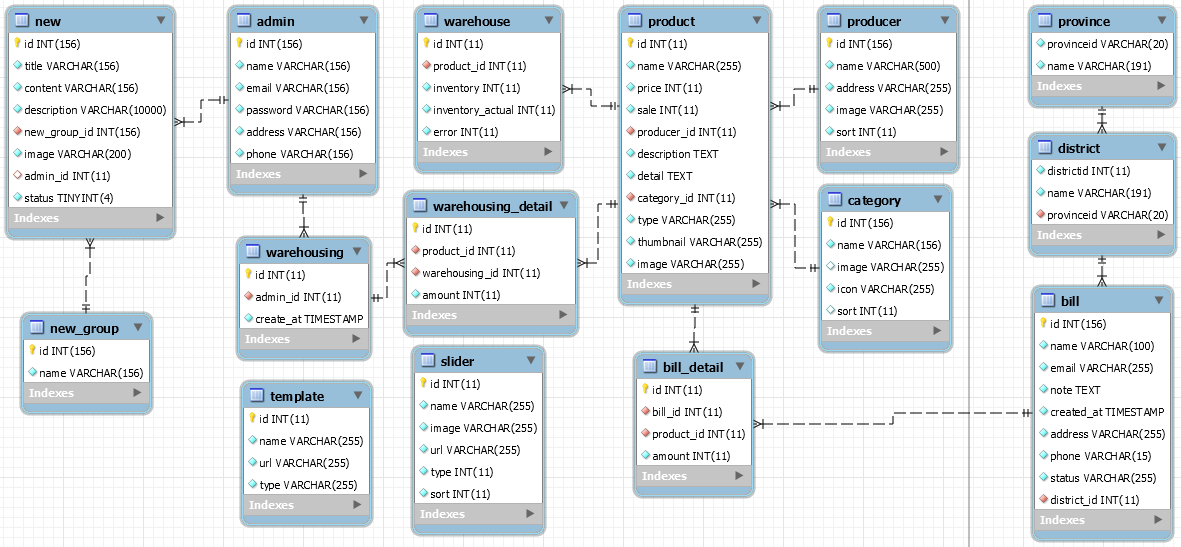 new
id INT(156)
title VARCHAR(156)
content VARCHAR(156)
description VARCHAR(10000)
new_group_id INT(156)
image VARCHAR(200)
admin_id INT(11)
status TINYINT(4)
Indexes
admin
id INT(156)
name VARCHAR(156)
email VARCHAR(156)
password VARCHAR(156)
address VARCHAR(156)
phone VARCHAR(156)
Indexes
warehouse
id INT(11)
product_id INT(11)
inventory INT(11)
inventory_actual INT(11)
error INT(11)
Indexes
product
id INT(11)
name VARCHAR(255)
price INT(11)
sale INT(11)
producer_id INT(11)
description TEXT
detail TEXT
category_id INT(11)
type VARCHAR(255)
thumbnail VARCHAR(255)
image VARCHAR(255)
Indexes
producer
id INT(156)
name VARCHAR(500)
address VARCHAR(255)
image VARCHAR(255)
sort INT(11)
Indexes
province
provinceid VARCHAR(20)
name VARCHAR(191)
Indexes
district
districtid INT(11)
name VARCHAR(191)
provinceid VARCHAR(20)
Indexes
category
id INT(156)
name VARCHAR(156)
image VARCHAR(255)
icon VARCHAR(255)
sort INT(11)
Indexes
warehousing_detail
id INT(11)
product_id INT(11)
warehousing_id INT(11)
amount INT(11)
Indexes
warehousing
id INT(11)
admin_id INT(11)
create_at TIMESTAMP
Indexes
new_group
id INT(156)
name VARCHAR(156)
Indexes
template
id INT(11)
name VARCHAR(255)
url VARCHAR(255)
type VARCHAR(255)
Indexes
slider
id INT(11)
name VARCHAR(255)
image VARCHAR(255)
url VARCHAR(255)
type INT(11)
sort INT(11)
Indexes
bill_detail
id INT(11)
bill_id INT(11)
product_id INT(11)
amount INT(11)
Indexes
bill
id INT(156)
name VARCHAR(100)
email VARCHAR(255)
note TEXT
created_at TIMESTAMP
address VARCHAR(255)
phone VARCHAR(15)
status VARCHAR(255)
district_id INT(11)
Indexes